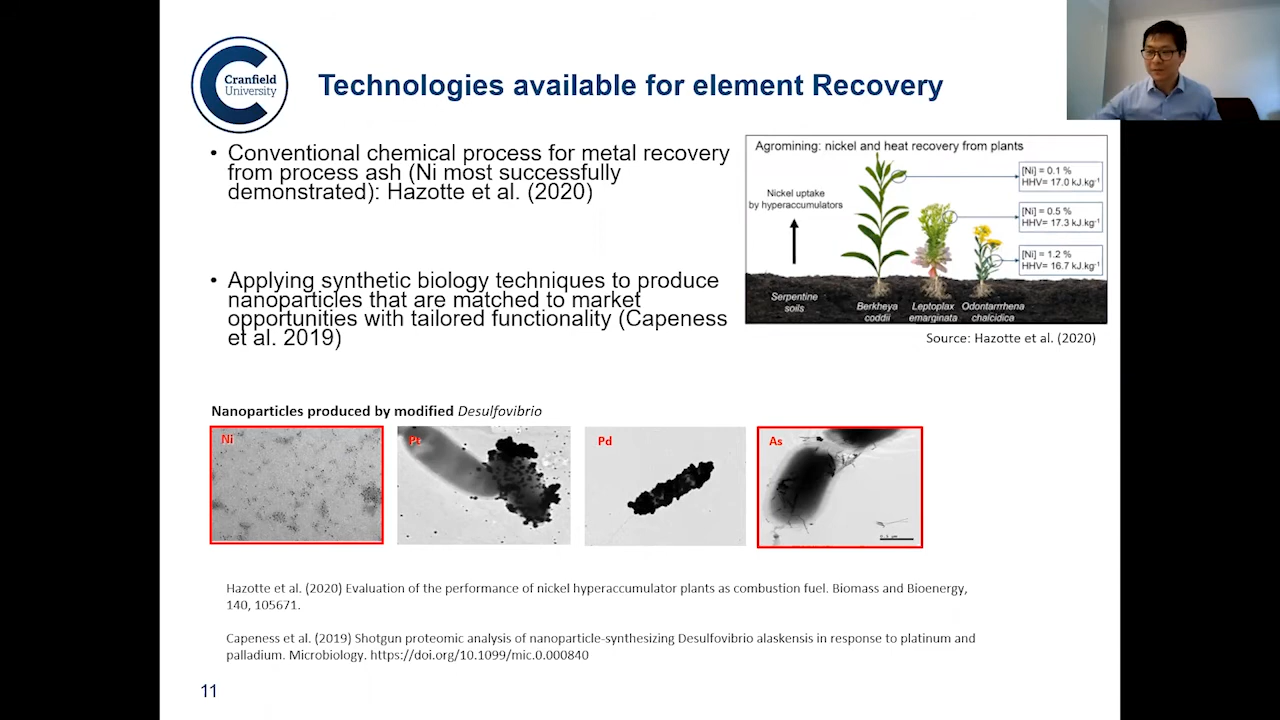 Cranfield
University
Technologies available for element Recovery
• Conventional chemical process for metal recovery
from process ash (Ni most successfully
demonstrated): Hazotte et al. (2020)
• Applying synthetic biology techniques to produce
nanoparticles that are matched to market
opportunities with tailored functionality (Capeness
et al. 2019)
Agromining: nickel and heat recovery from plants
Nickel uptake
by hyperaccumulators
[Ni] = 0.1 %
HHV= 17.0 kJ.kg-1
[Ni] = 0.5 %
HHV= 17.3 kJ.kg-1
[Ni] = 1.2 %
HHV= 16.7 kJ.kg-1
Serpentine
soils
Berkheya
coddii
Leptoplax
emarginata
Odontarrhena
chalcidica
Source: Hazotte et al. (2020)
Nanoparticles produced by modified Desulfovibrio
Ni
Pt
Pd
As
0.5 µm
Hazotte et al. (2020) Evaluation of the performance of nickel hyperaccumulator plants as combustion fuel. Biomass and Bioenergy,
140, 105671.
Capeness et al. (2019) Shotgun proteomic analysis of nanoparticle-synthesizing Desulfovibrio alaskensis in response to platinum and
palladium. Microbiology. https://doi.org/10.1099/mic.0.000840
11